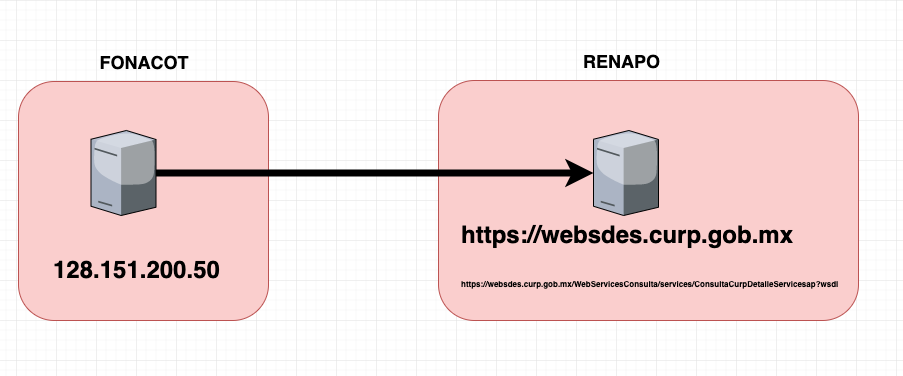 FONACOT
RENAPO
https://websdes.curp.gob.mx
128.151.200.50
https://websdes.curp.gob.mx/WebServicesConsulta/services/ConsultaCurpDetalleServicesap?wsdl